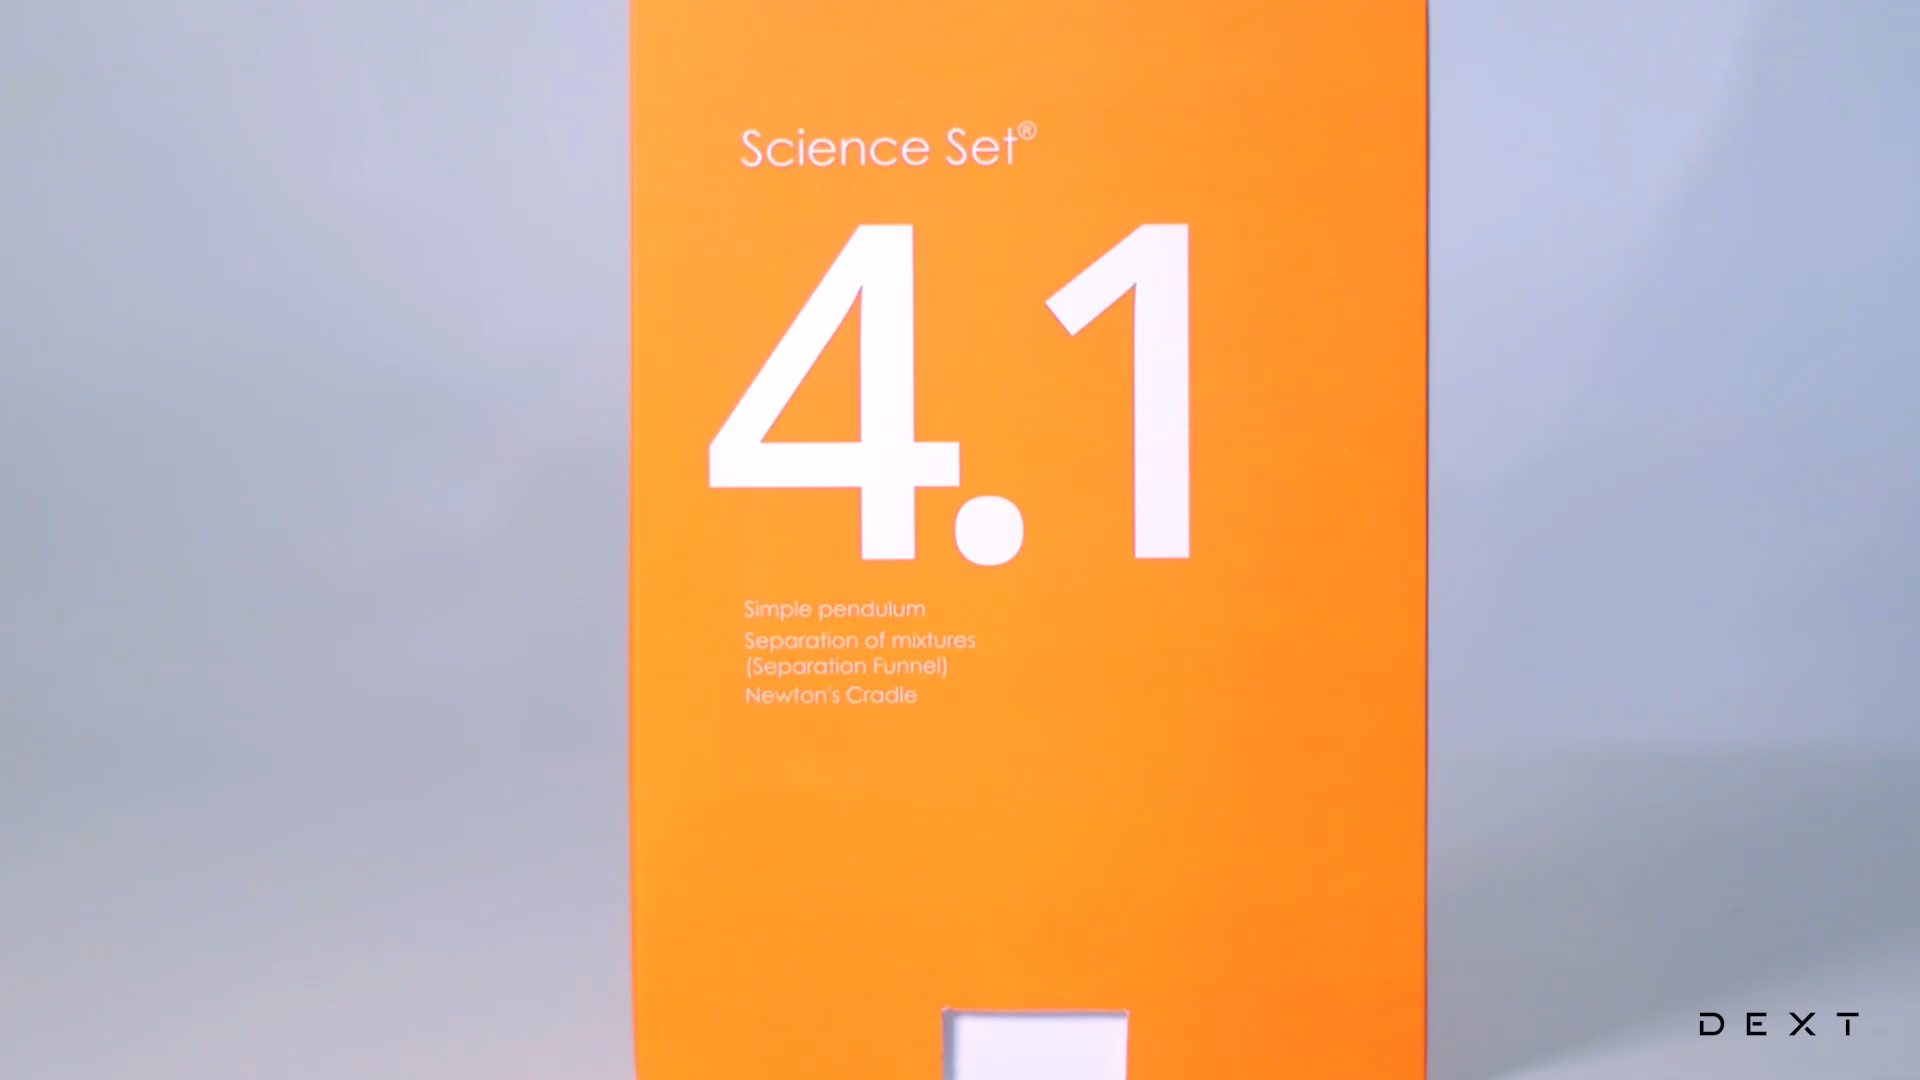 Science Set®
4.1
Simple pendulum
Separation of mixtures
(Separation Funnel)
Newton's Cradle
DEXT